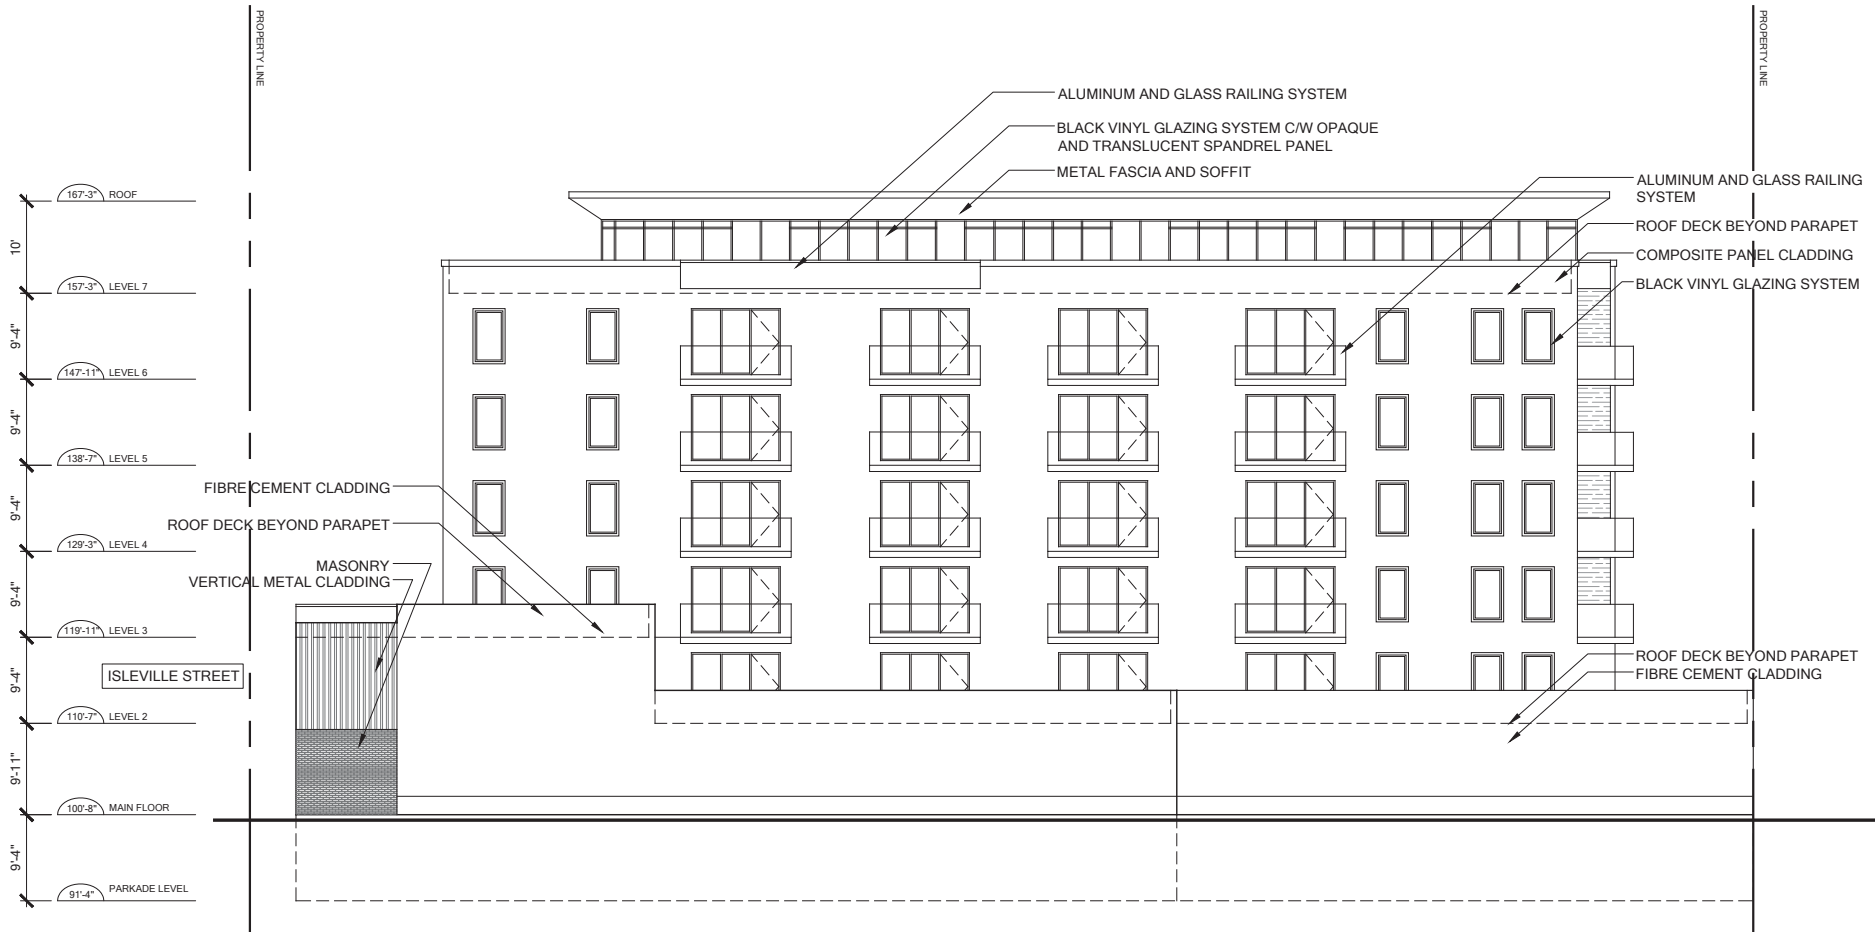 PROPERTY LINE
PROPERTY LINE
ALUMINUM AND GLASS RAILING SYSTEM
BLACK VINYL GLAZING SYSTEM C/W OPAQUE
AND TRANSLUCENT SPANDREL PANEL
METAL FASCIA AND SOFFIT
ALUMINUM AND GLASS RAILING
SYSTEM
ROOF DECK BEYOND PARAPET
COMPOSITE PANEL CLADDING
BLACK VINYL GLAZING SYSTEM
167'-3" ROOF
10'
157'-3" LEVEL 7
9'-4"
147'-11" LEVEL 6
9'-4"
138'-7" LEVEL 5
9'-4"
129'-3" LEVEL 4
9'-4"
119'-11" LEVEL 3
9'-4"
110'-7" LEVEL 2
9'-11"
100'-8" MAIN FLOOR
9'-4"
91'-4" PARKADE LEVEL
FIBRE CEMENT CLADDING
ROOF DECK BEYOND PARAPET
MASONRY
VERTICAL METAL CLADDING
ISLEVILLE STREET
ROOF DECK BEYOND PARAPET
FIBRE CEMENT CLADDING